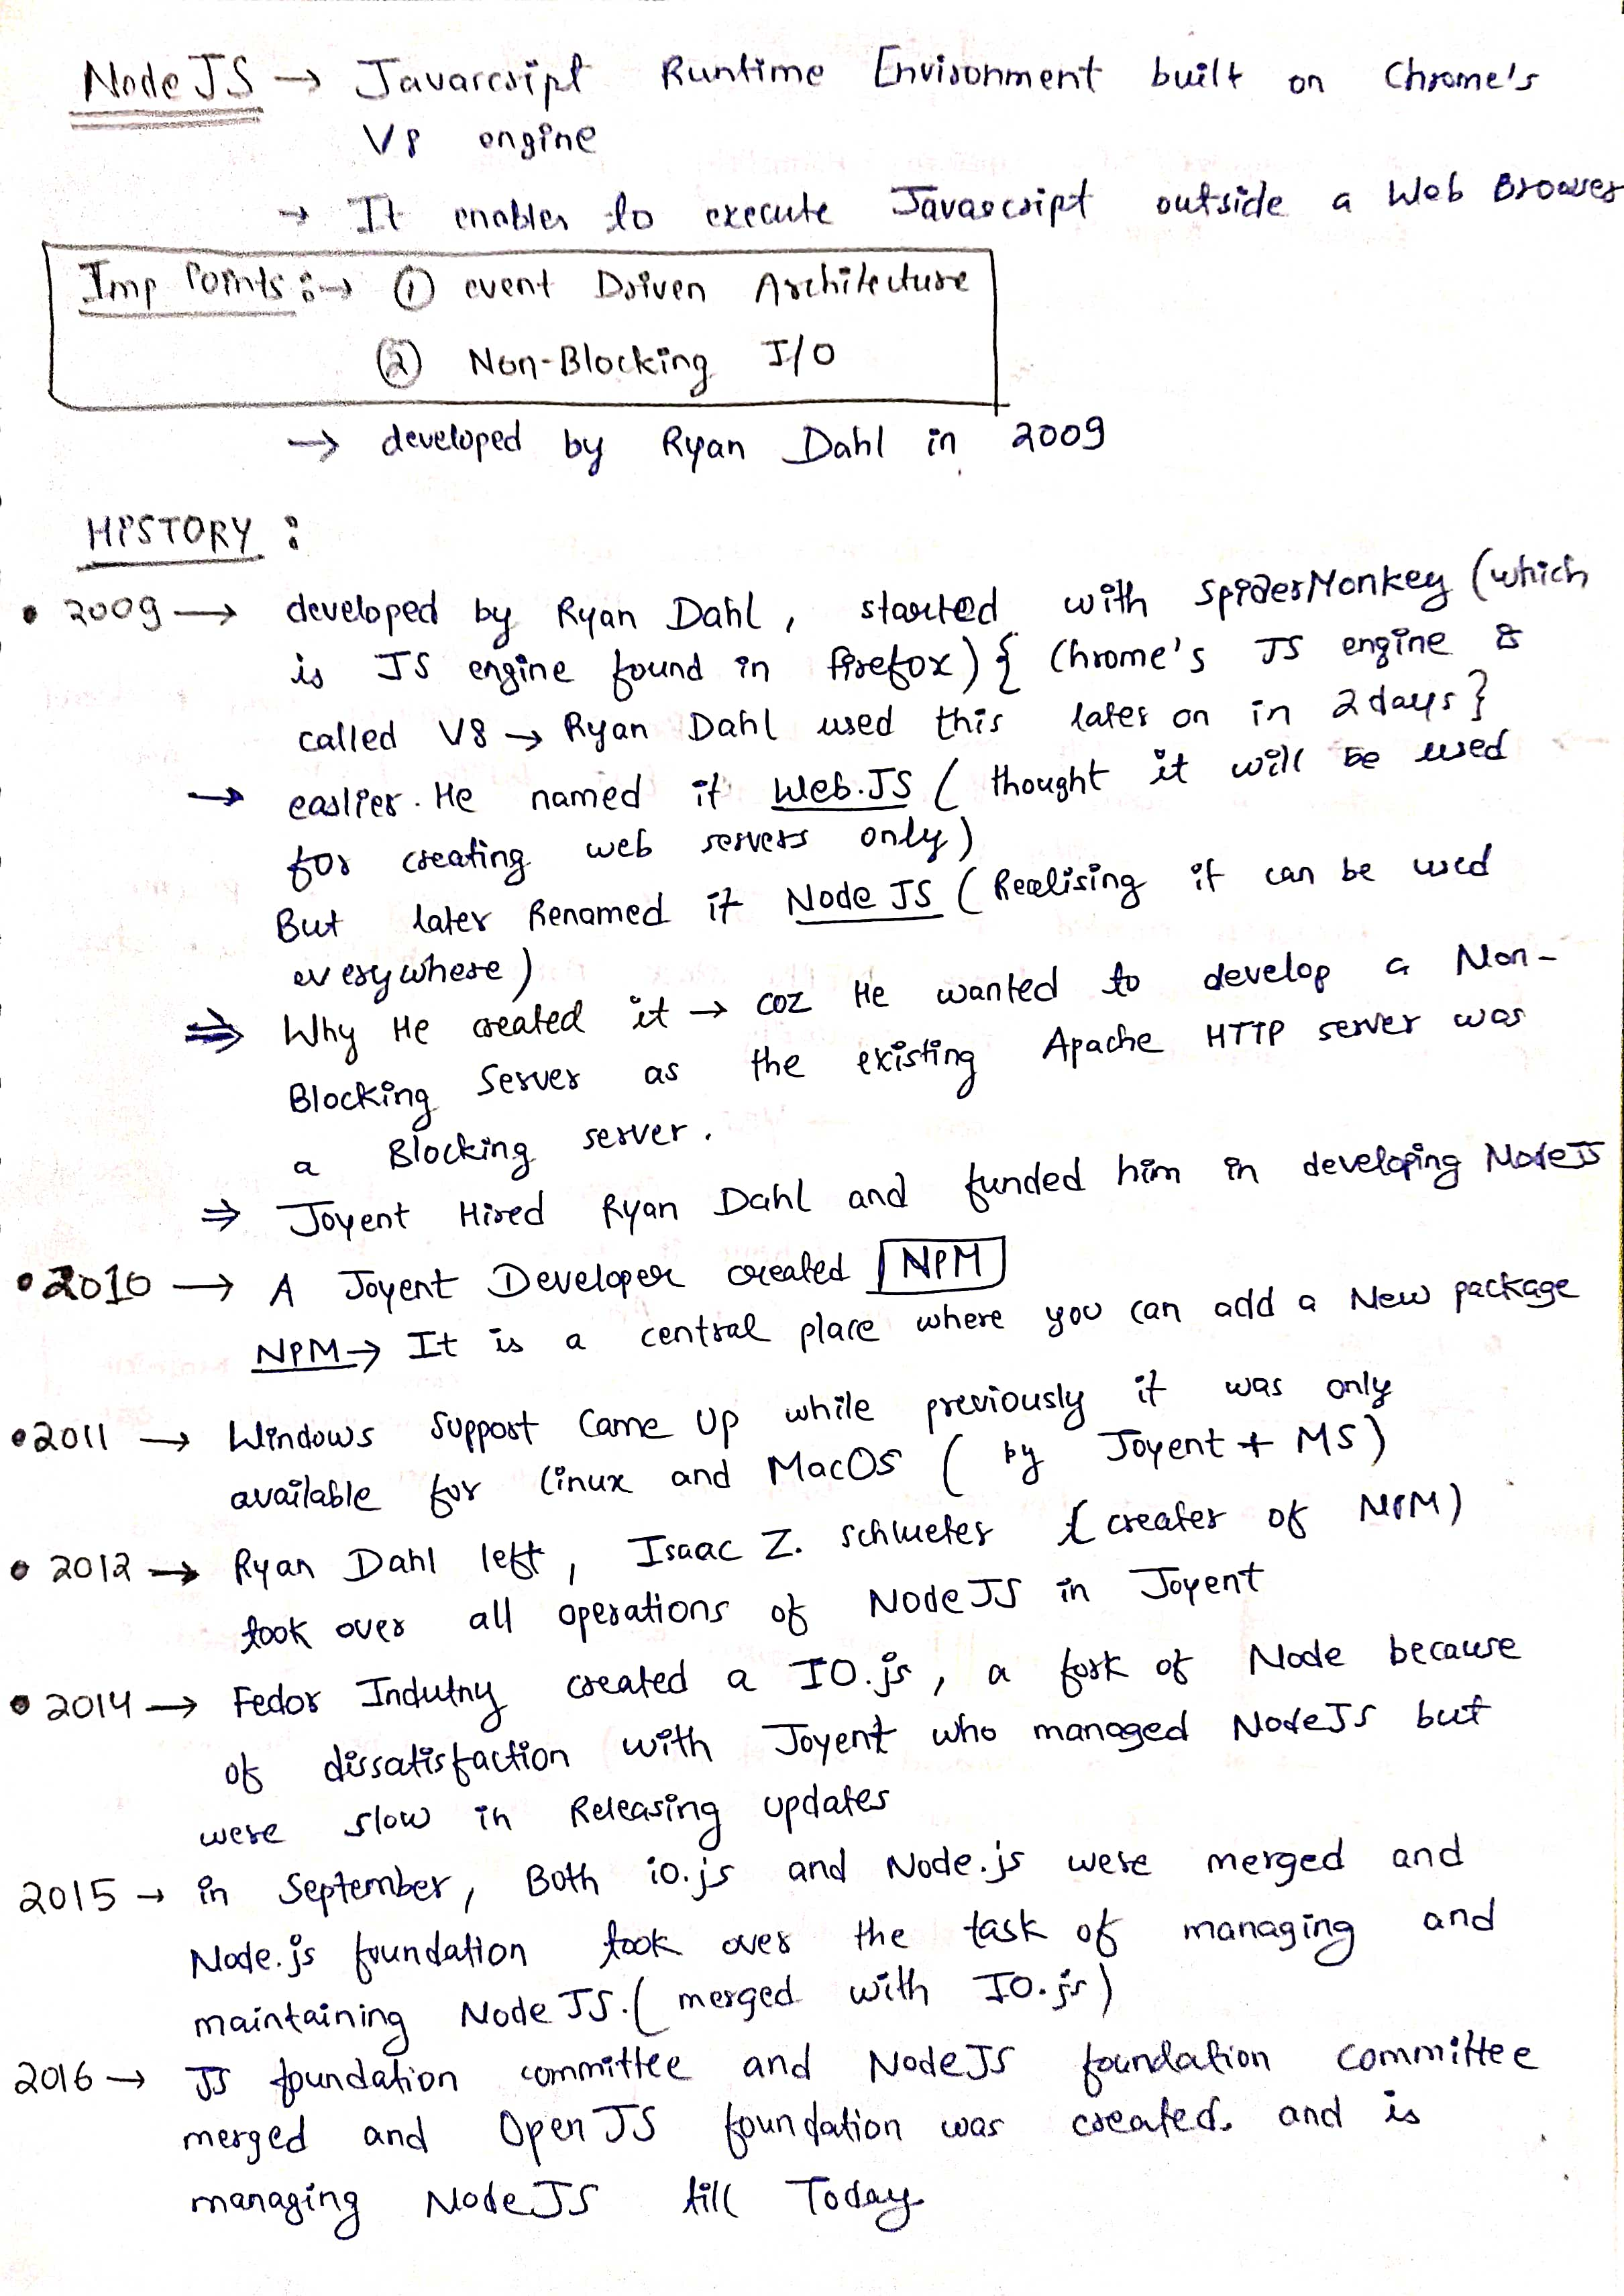 Node JS → Javascript Runtime Environment built on Chrome's
V8 engine
→ It enables to execute Javascript outside a Web Browser
Imp Points :→ ① event Driven Architecture
② Non-Blocking I/O
→ developed by Ryan Dahl in 2009
HISTORY :
• 2009 → developed by Ryan Dahl, started with SpiderMonkey (which
is JS engine found in firefox) { Chrome's JS engine is
called V8 → Ryan Dahl used this later on in 2 days }
→ earlier. He named it Web.JS ( thought it will be used
for creating web servers only)
But later Renamed it Node JS ( Realising it can be used
everywhere)
⇒ Why He created it → coz He wanted to develop a Non-
Blocking Server as the existing Apache HTTP server was
a Blocking server.
⇒ Joyent Hired Ryan Dahl and funded him in developing NodeJS
• 2010 → A Joyent Developer created NPM
NPM → It is a central place where you can add a New package
• 2011 → Windows Support Came Up while previously it was only
available for linux and MacOS ( by Joyent + MS)
• 2012 → Ryan Dahl left, Isaac Z. schlueter ( creater of NPM)
took over all operations of Node JS in Joyent
• 2014 → Fedor Indutny created a IO.js, a fork of Node because
of dissatisfaction with Joyent who managed NodeJS but
were slow in Releasing updates
2015 → in September, Both io.js and Node.js were merged and
Node.js foundation took over the task of managing and
maintaining Node JS. ( merged with IO.js)
2016 → JS foundation committee and NodeJS foundation committee
merged and Open JS foundation was created. and is
managing Node JS till Today